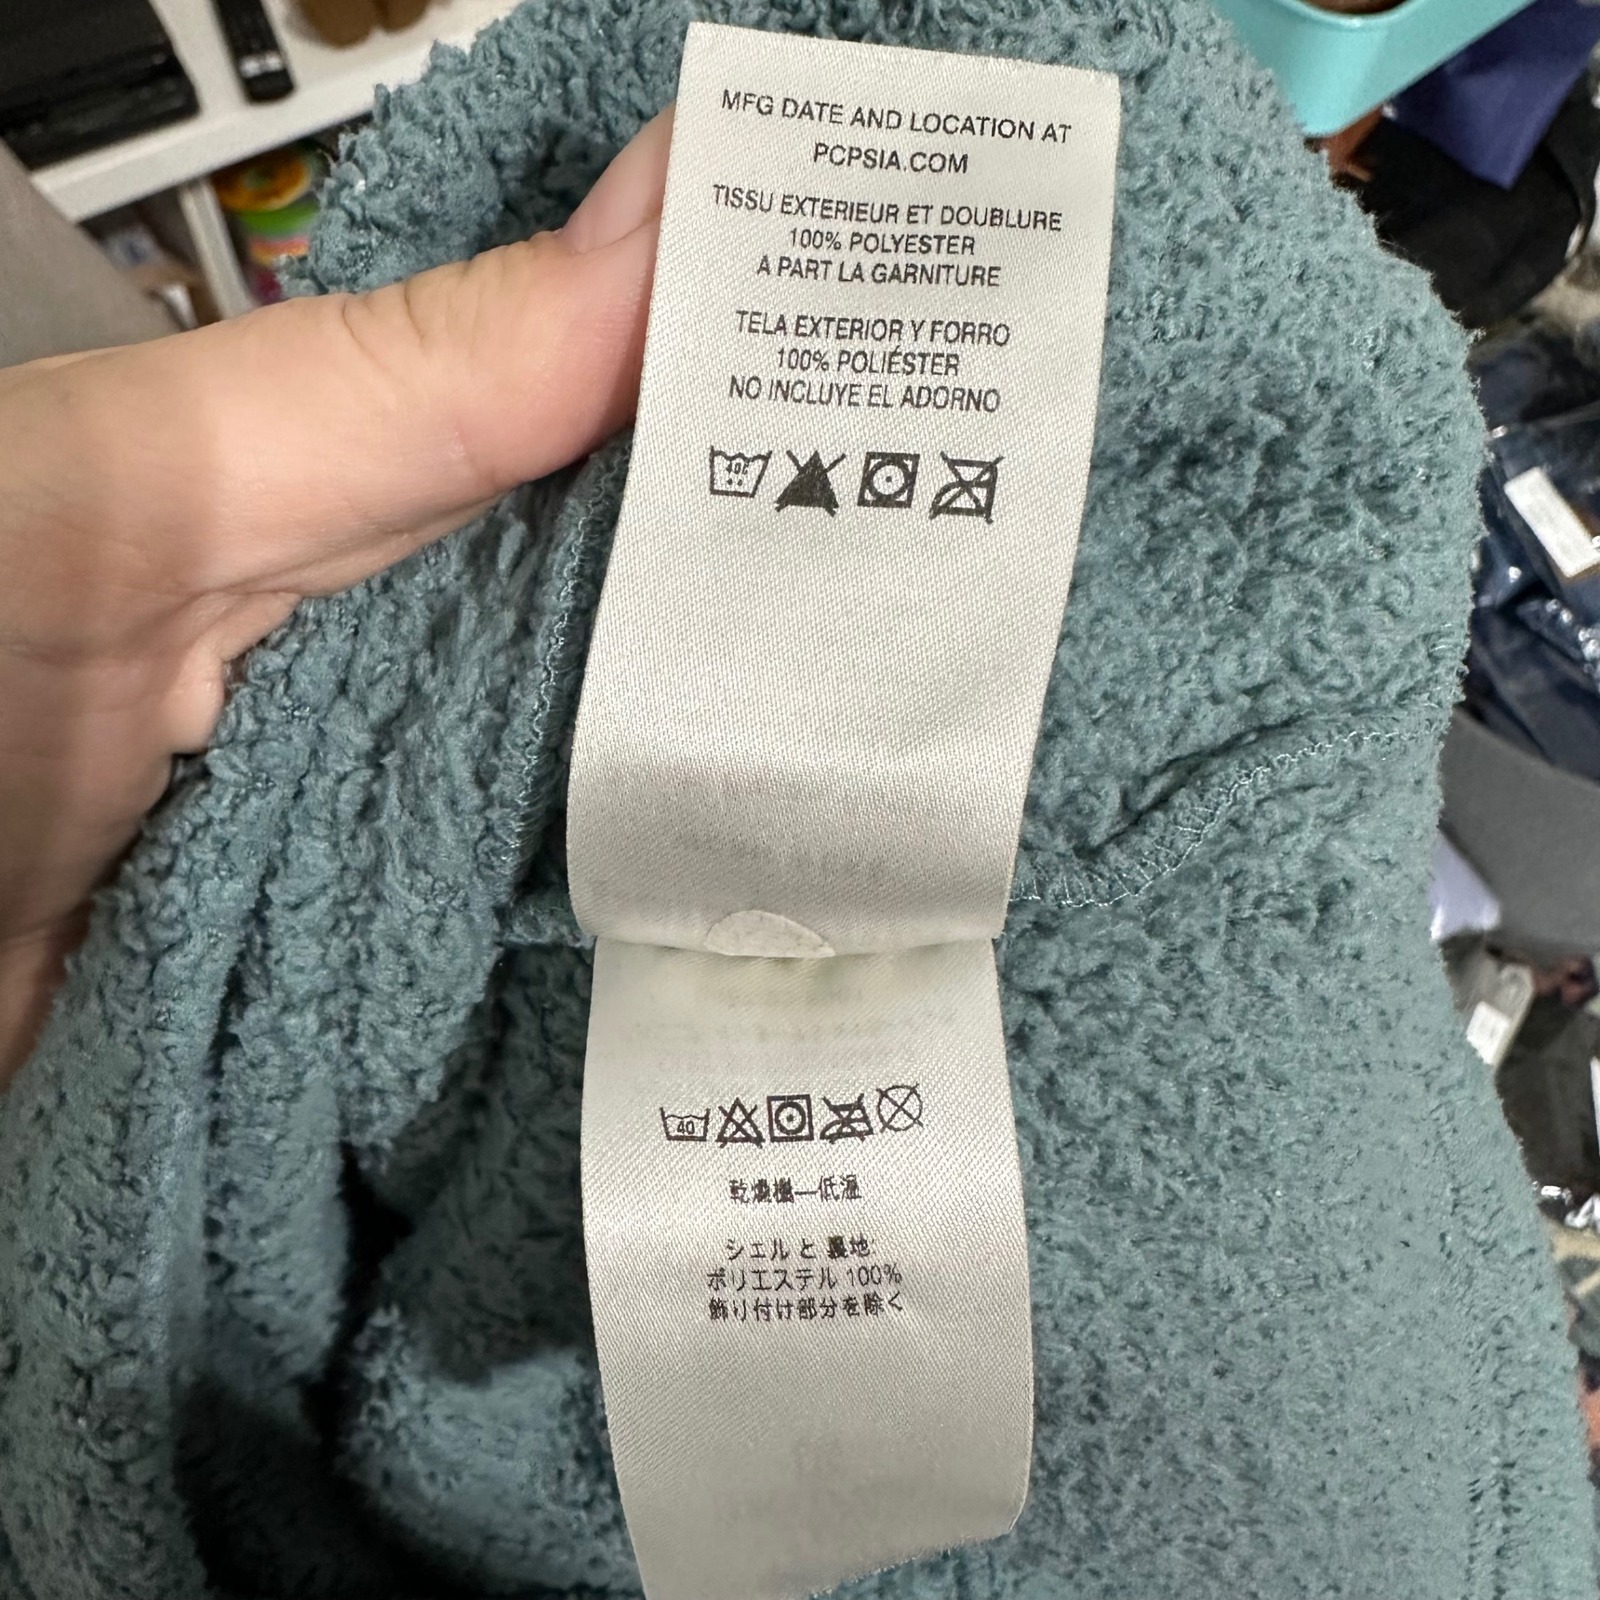 MFG DATE AND LOCATION AT
PCPSIA.COM
TISSU EXTERIEUR ET DOUBLURE
100% POLYESTER
A PART LA GARNITURE
TELA EXTERIOR Y FORRO
100% POLIÉSTER
NO INCLUYE EL ADORNO
40C
40
乾燥機—低温
シェル と 裏地:
ポリエステル 100%
飾り付け部分を除く